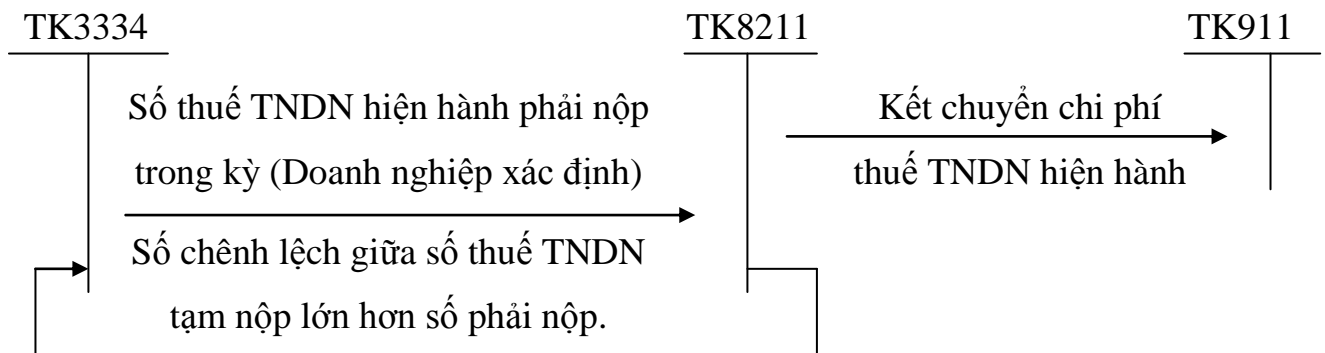 TK3334
TK8211
TK911
Số thuế TNDN hiện hành phải nộp
trong kỳ (Doanh nghiệp xác định)
Kết chuyển chi phí
thuế TNDN hiện hành
Số chênh lệch giữa số thuế TNDN
tạm nộp lớn hơn số phải nộp.